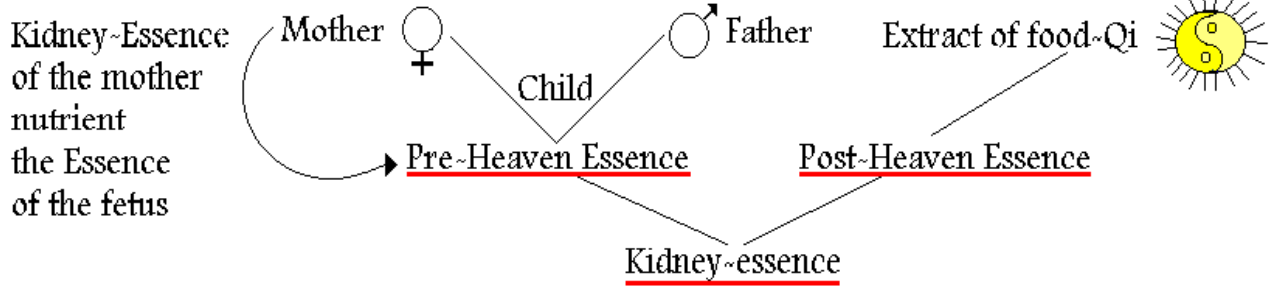 Kidney-Essence
of the mother
nutrient
the Essence
of the fetus
Mother
Father
Child
Extract of food-Qi
Pre-Heaven Essence
Post-Heaven Essence
Kidney-essence